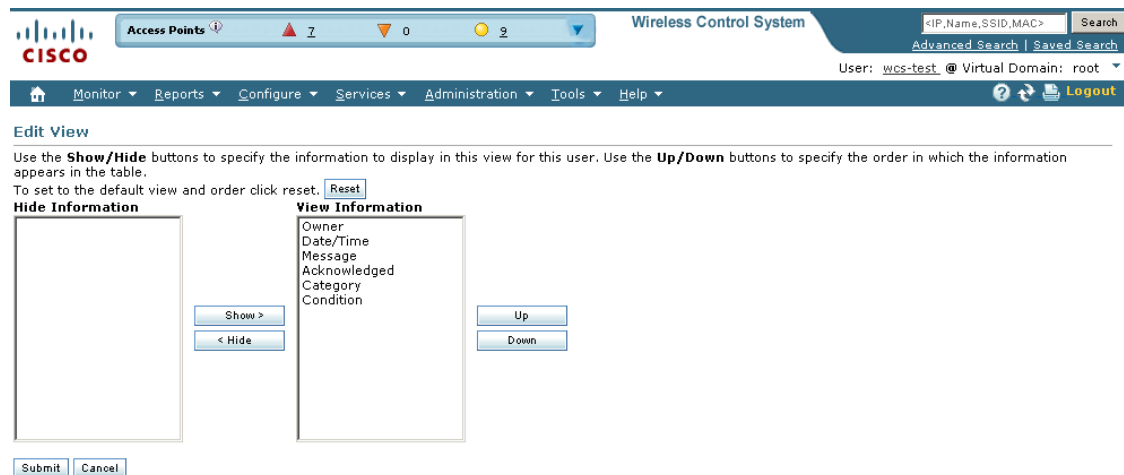 CISCO
Access Points 7 0 9
Wireless Control System
<IP,Name,SSID,MAC> Search
Advanced Search | Saved Search
User: wcs-test @ Virtual Domain: root
Monitor Reports Configure Services Administration Tools Help Logout
Edit View
Use the Show/Hide buttons to specify the information to display in this view for this user. Use the Up/Down buttons to specify the order in which the information
appears in the table.
To set to the default view and order click reset. Reset
Hide Information View Information
Owner
Date/Time
Message
Acknowledged
Category
Condition
Show > Up
< Hide Down
Submit Cancel